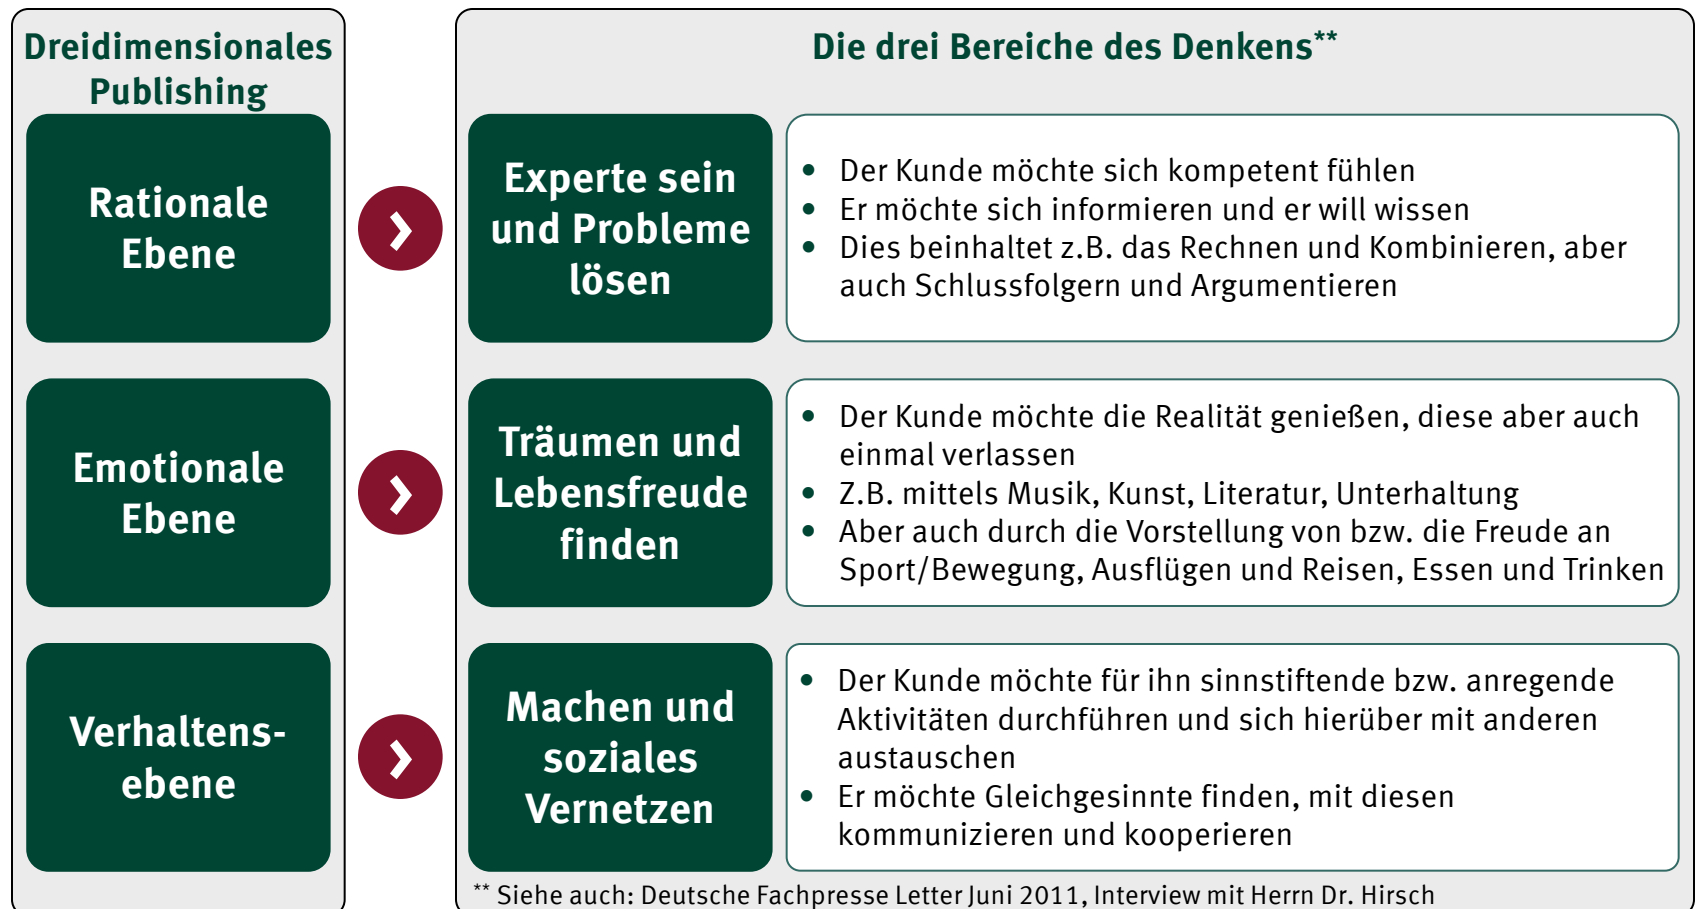 Dreidimensionales
Publishing
Die drei Bereiche des Denkens**
Rationale
Ebene
›
Experte sein
und Probleme
lösen
• Der Kunde möchte sich kompetent fühlen
• Er möchte sich informieren und er will wissen
• Dies beinhaltet z.B. das Rechnen und Kombinieren, aber
auch Schlussfolgern und Argumentieren
Emotionale
Ebene
›
Träumen und
Lebensfreude
finden
• Der Kunde möchte die Realität genießen, diese aber auch
einmal verlassen
• Z.B. mittels Musik, Kunst, Literatur, Unterhaltung
• Aber auch durch die Vorstellung von bzw. die Freude an
Sport/Bewegung, Ausflügen und Reisen, Essen und Trinken
Verhaltens-
ebene
›
Machen und
soziales
Vernetzen
• Der Kunde möchte für ihn sinnstiftende bzw. anregende
Aktivitäten durchführen und sich hierüber mit anderen
austauschen
• Er möchte Gleichgesinnte finden, mit diesen
kommunizieren und kooperieren
** Siehe auch: Deutsche Fachpresse Letter Juni 2011, Interview mit Herrn Dr. Hirsch